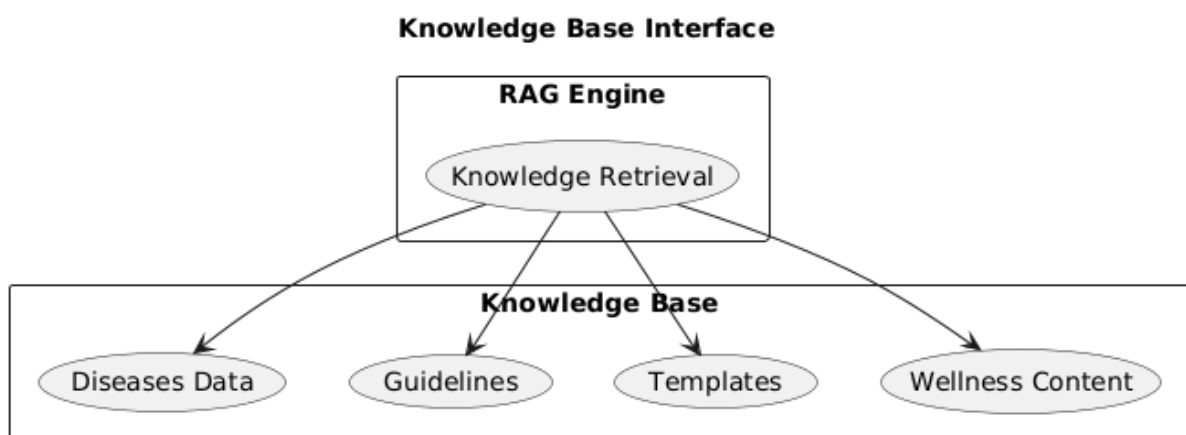 Knowledge Base Interface
RAG Engine
Knowledge Retrieval
Knowledge Base
Diseases Data
Guidelines
Templates
Wellness Content